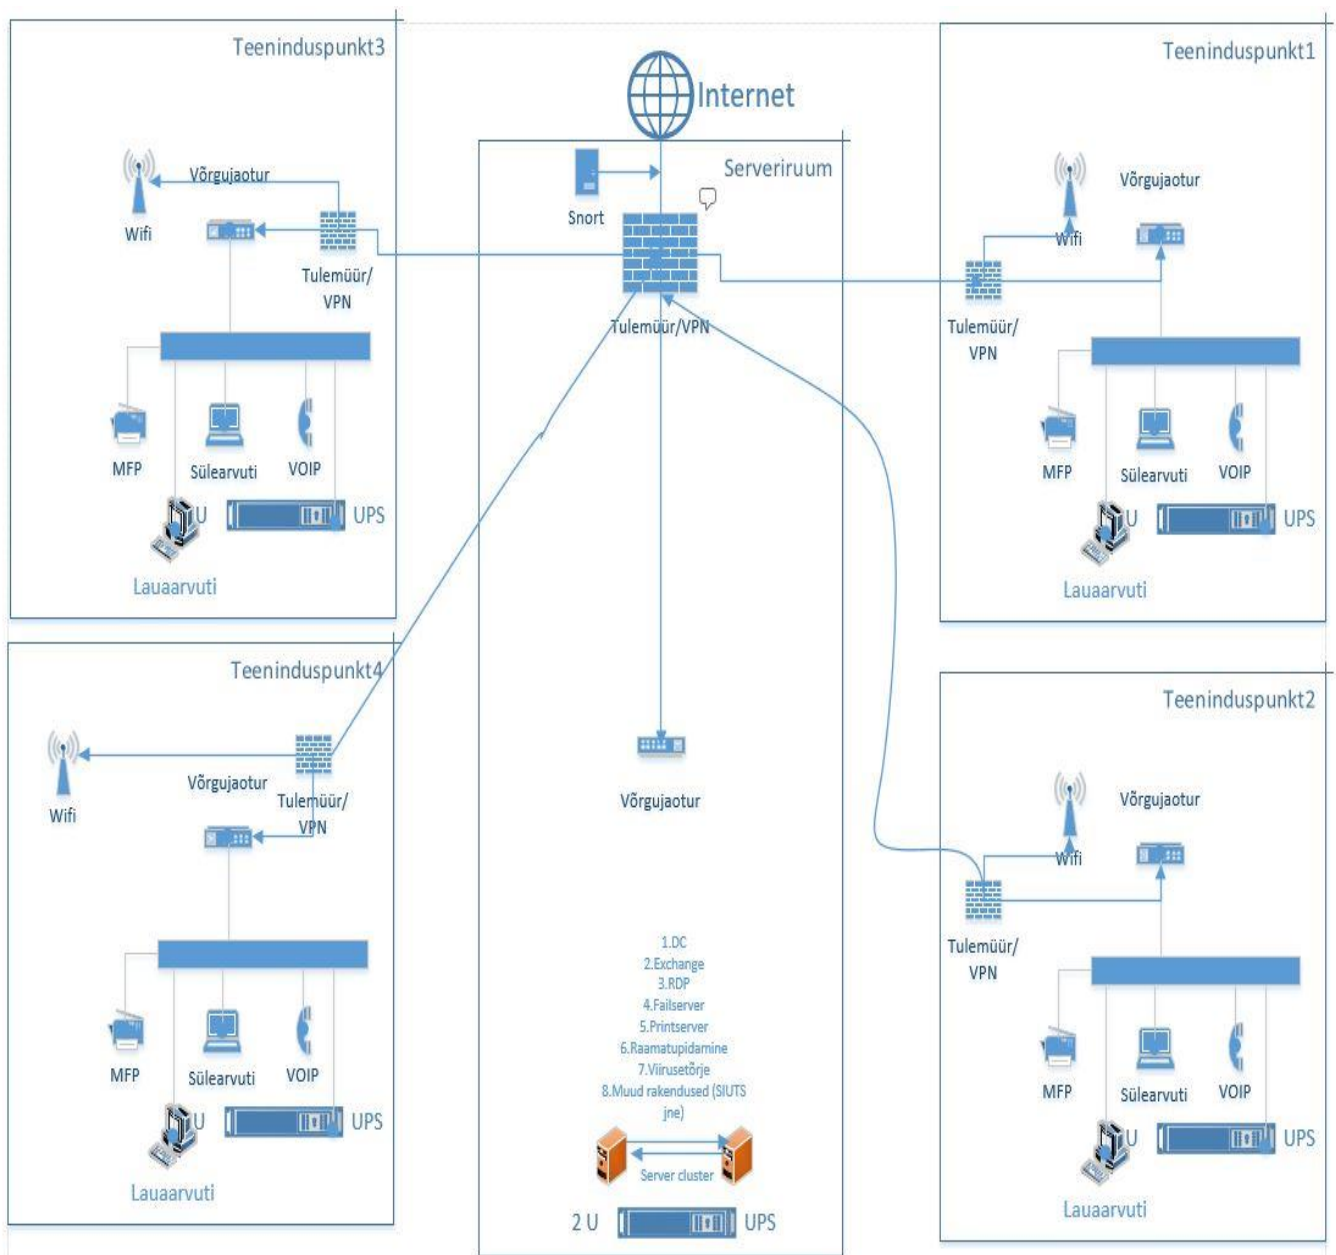 Teeninduspunkt3
Võrgujaotur
Wifi
Tulemüür/
VPN
MFP
Sülearvuti
VOIP
U
UPS
Lauaarvuti
Internet
Serveriruum
Snort
Tulemüür/VPN
Võrgujaotur
1.DC
2.Exchange
3.RDP
4.Failserver
5.Printserver
6.Raamatupidamine
7.Viirusetõrje
8.Muud rakendused (SIUTS
jne)
Server cluster
2 U
UPS
Teeninduspunkt1
Võrgujaotur
Wifi
Tulemüür/
VPN
MFP
Sülearvuti
VOIP
U
UPS
Lauaarvuti
Teeninduspunkt4
Võrgujaotur
Wifi
Tulemüür/
VPN
MFP
Sülearvuti
VOIP
U
UPS
Lauaarvuti
Teeninduspunkt2
Võrgujaotur
Wifi
Tulemüür/
VPN
MFP
Sülearvuti
VOIP
U
UPS
Lauaarvuti